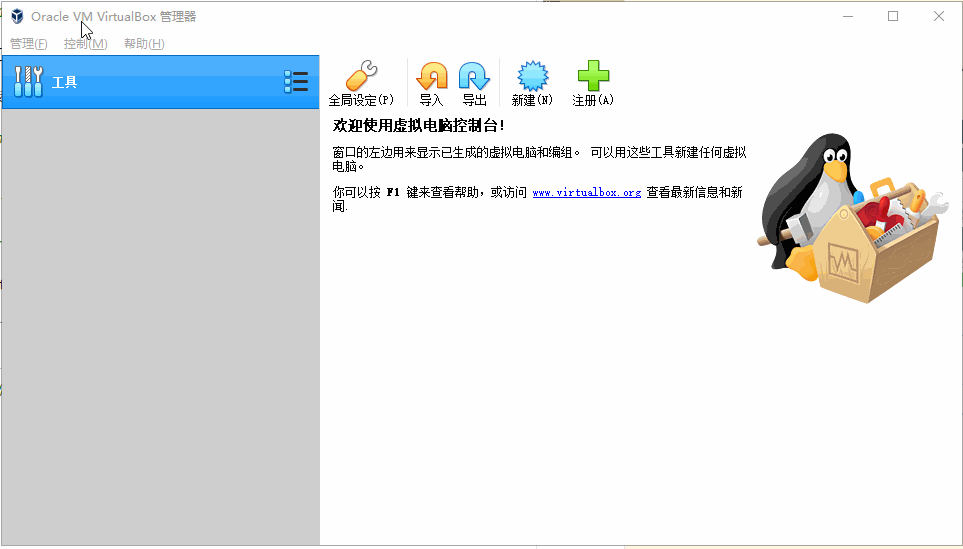 Oracle VM VirtualBox 管理器
管理(F) 控制(M) 帮助(H)
工具
全局设定(P) 导入 导出 新建(N) 注册(A)
欢迎使用虚拟电脑控制台!
窗口的左边用来显示已生成的虚拟电脑和编组。 可以用这些工具新建任何虚拟
电脑。
你可以按 F1 键来查看帮助，或访问 www.virtualbox.org 查看最新信息和新
闻.